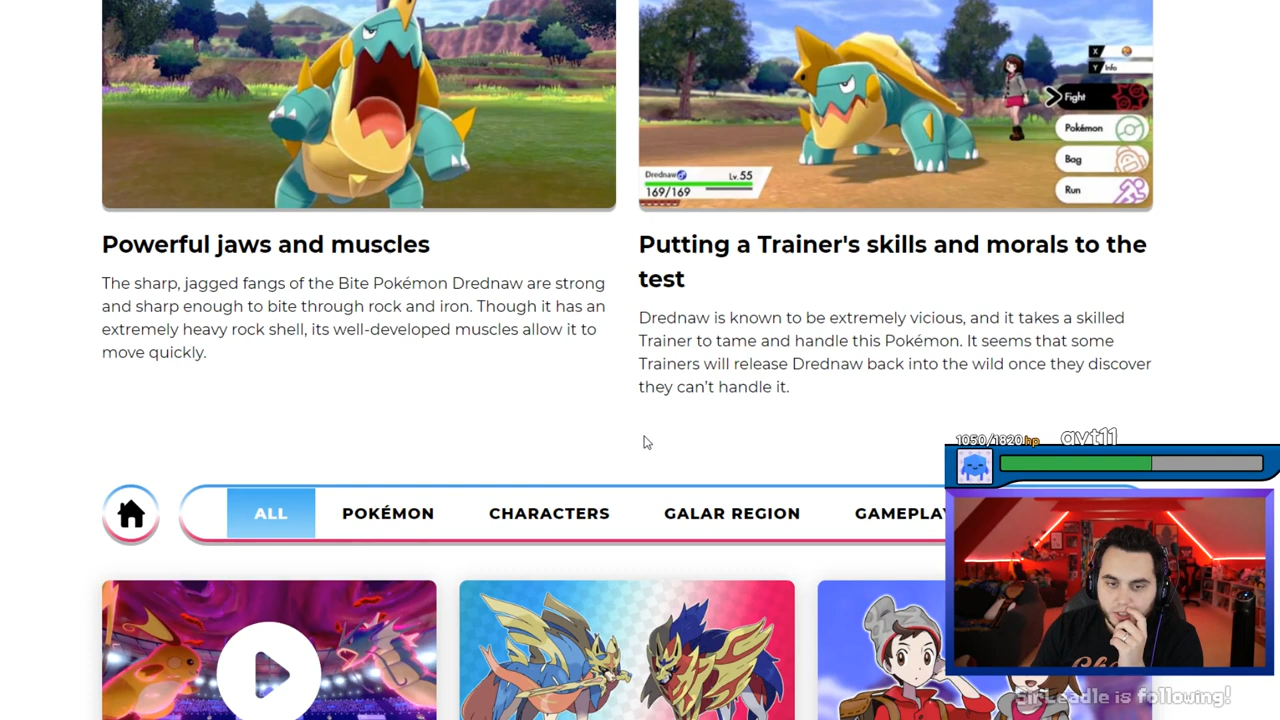 X
Y Info
Fight
Pokémon
Bag
Run
Drednaw Lv. 55
169/169
Powerful jaws and muscles
The sharp, jagged fangs of the Bite Pokémon Drednaw are strong
and sharp enough to bite through rock and iron. Though it has an
extremely heavy rock shell, its well-developed muscles allow it to
move quickly.
Putting a Trainer's skills and morals to the
test
Drednaw is known to be extremely vicious, and it takes a skilled
Trainer to tame and handle this Pokémon. It seems that some
Trainers will release Drednaw back into the wild once they discover
they can't handle it.
1050/1820hp
ALL POKÉMON CHARACTERS GALAR REGION GAMEPLAY
SirLeadle is following!